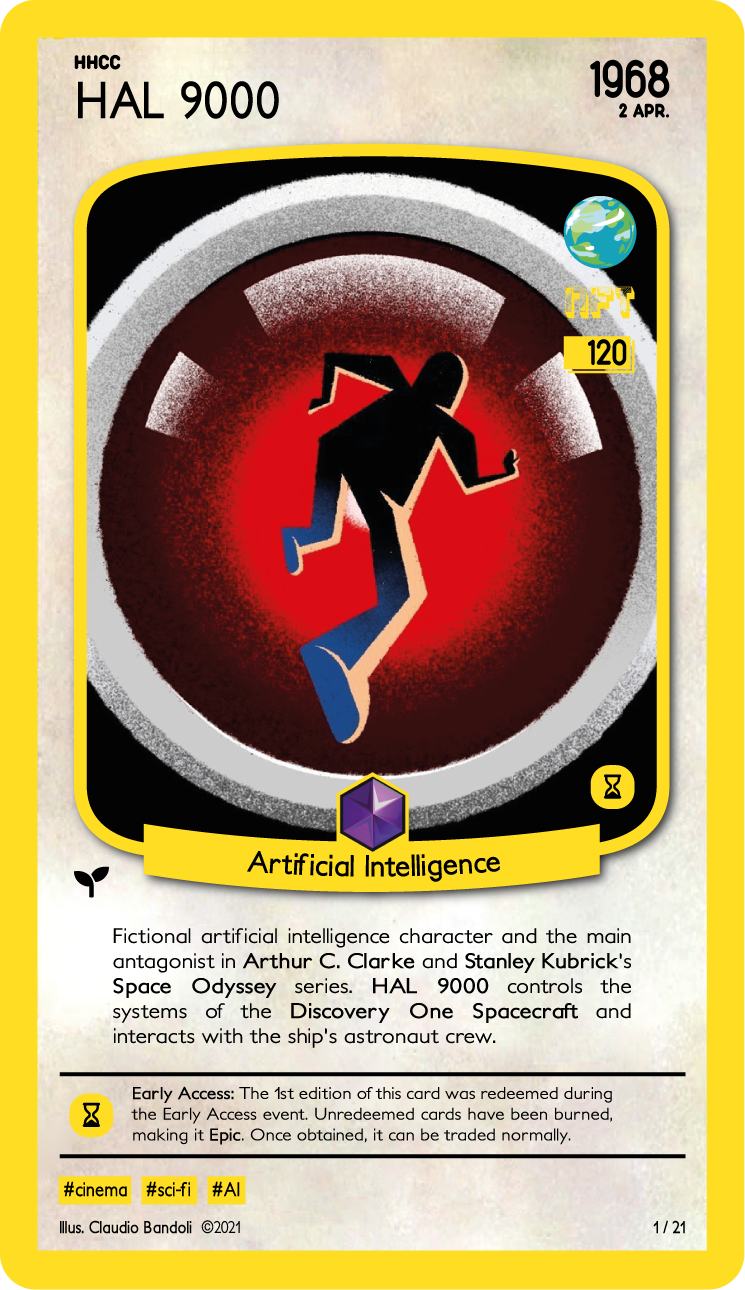 HHCC
HAL 9000
1968
2 APR.
NFT
120
Artificial Intelligence
Fictional artificial intelligence character and the main
antagonist in Arthur C. Clarke and Stanley Kubrick's
Space Odyssey series. HAL 9000 controls the
systems of the Discovery One Spacecraft and
interacts with the ship's astronaut crew.
Early Access: The 1st edition of this card was redeemed during
the Early Access event. Unredeemed cards have been burned,
making it Epic. Once obtained, it can be traded normally.
#cinema #sci-fi #AI
Illus. Claudio Bandoli ©2021
1 / 21